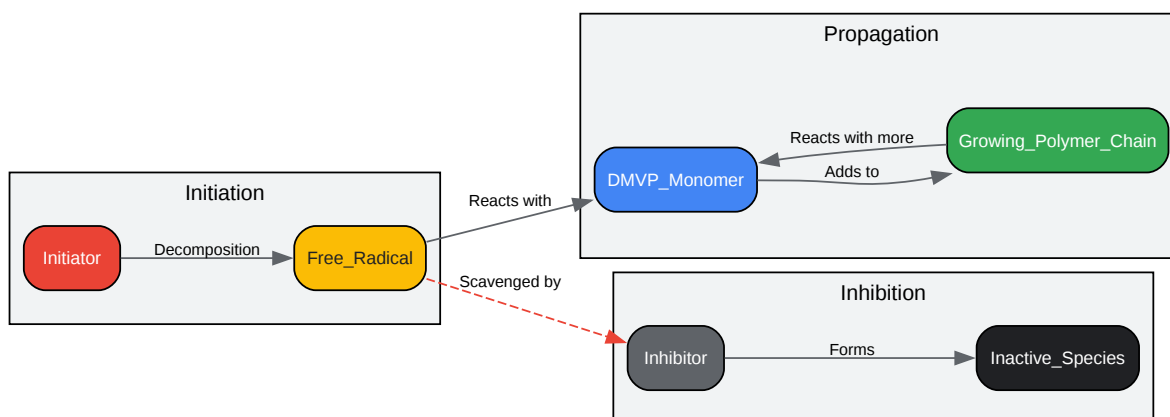 Propagation
Reacts with more
Growing_Polymer_Chain
DMVP_Monomer
Adds to
Initiation
Reacts with
Initiator
Decomposition
Free_Radical
Scavenged by
Inhibition
Inhibitor
Forms
Inactive_Species